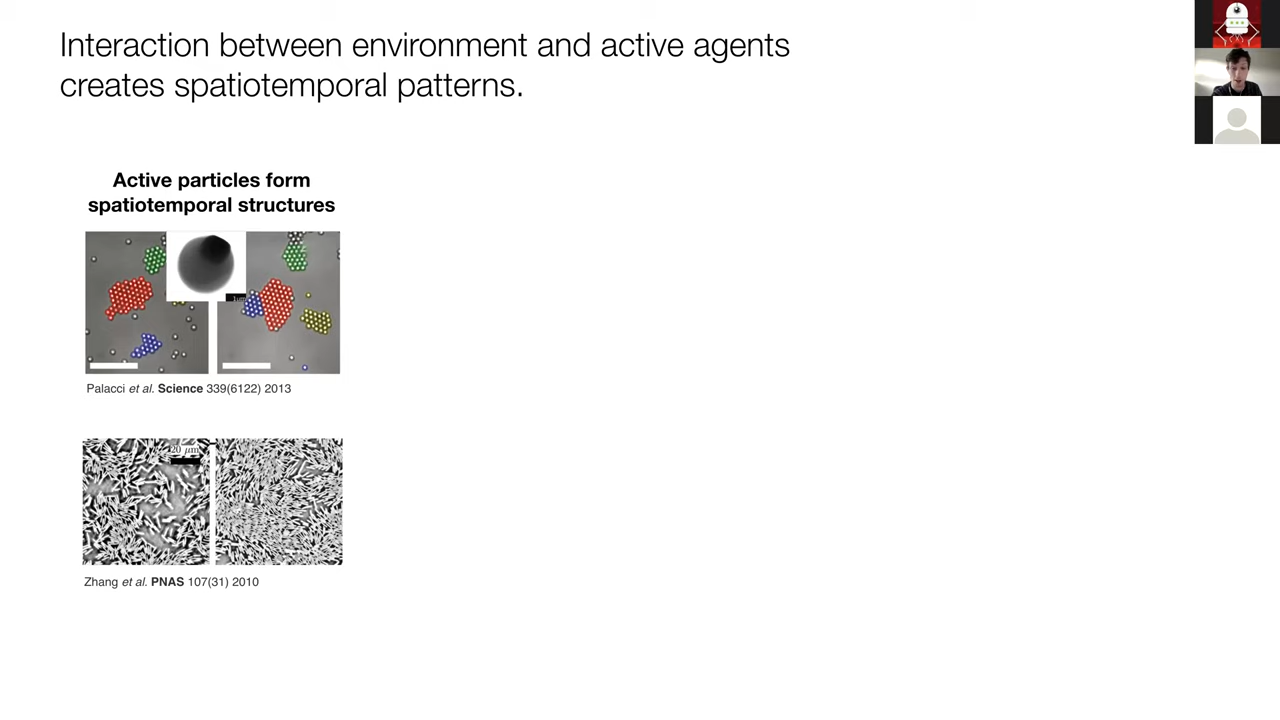 Interaction between environment and active agents
creates spatiotemporal patterns.
Active particles form
spatiotemporal structures
Palacci et al. Science 339(6122) 2013
20 μm
Zhang et al. PNAS 107(31) 2010